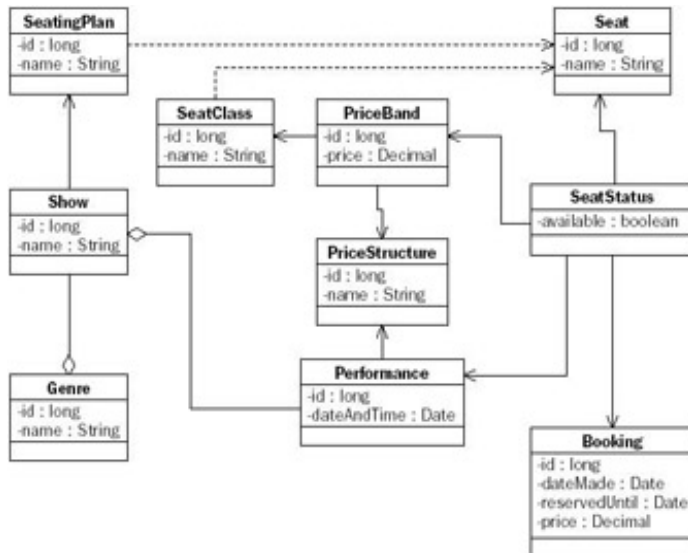 SeatingPlan
-id : long
-name : String
Seat
-id : long
-name : String
SeatClass
-id : long
-name : String
PriceBand
-id : long
-price : Decimal
Show
-id : long
-name : String
SeatStatus
-available : boolean
PriceStructure
-id : long
-name : String
Genre
-id : long
-name : String
Performance
-id : long
-dateAndTime : Date
Booking
-id : long
-dateMade : Date
-reservedUntil : Date
-price : Decimal